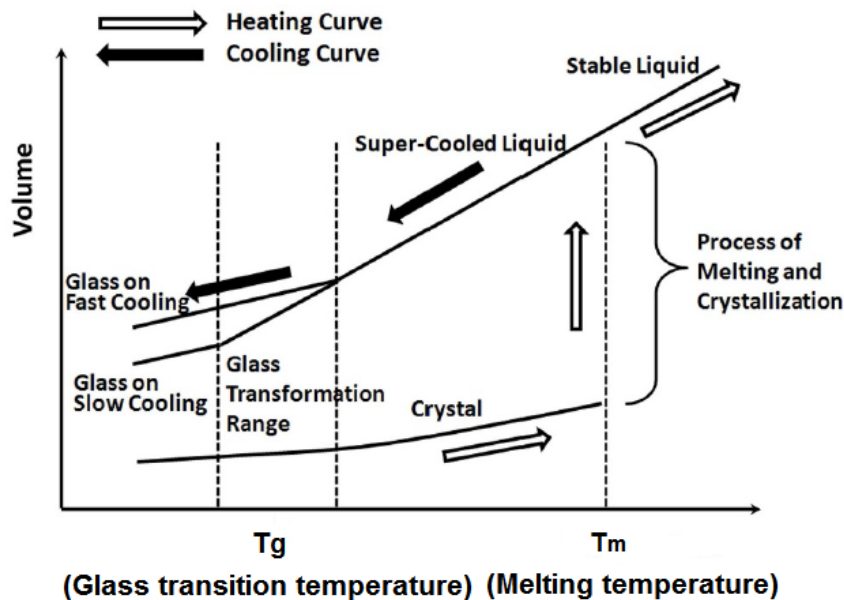 Heating Curve
Cooling Curve
Stable Liquid
Super-Cooled Liquid
Volume
Process of
Melting and
Crystallization
Glass on
Fast Cooling
Glass on
Slow Cooling
Glass
Transformation
Range
Crystal
Tg
Tm
(Glass transition temperature) (Melting temperature)